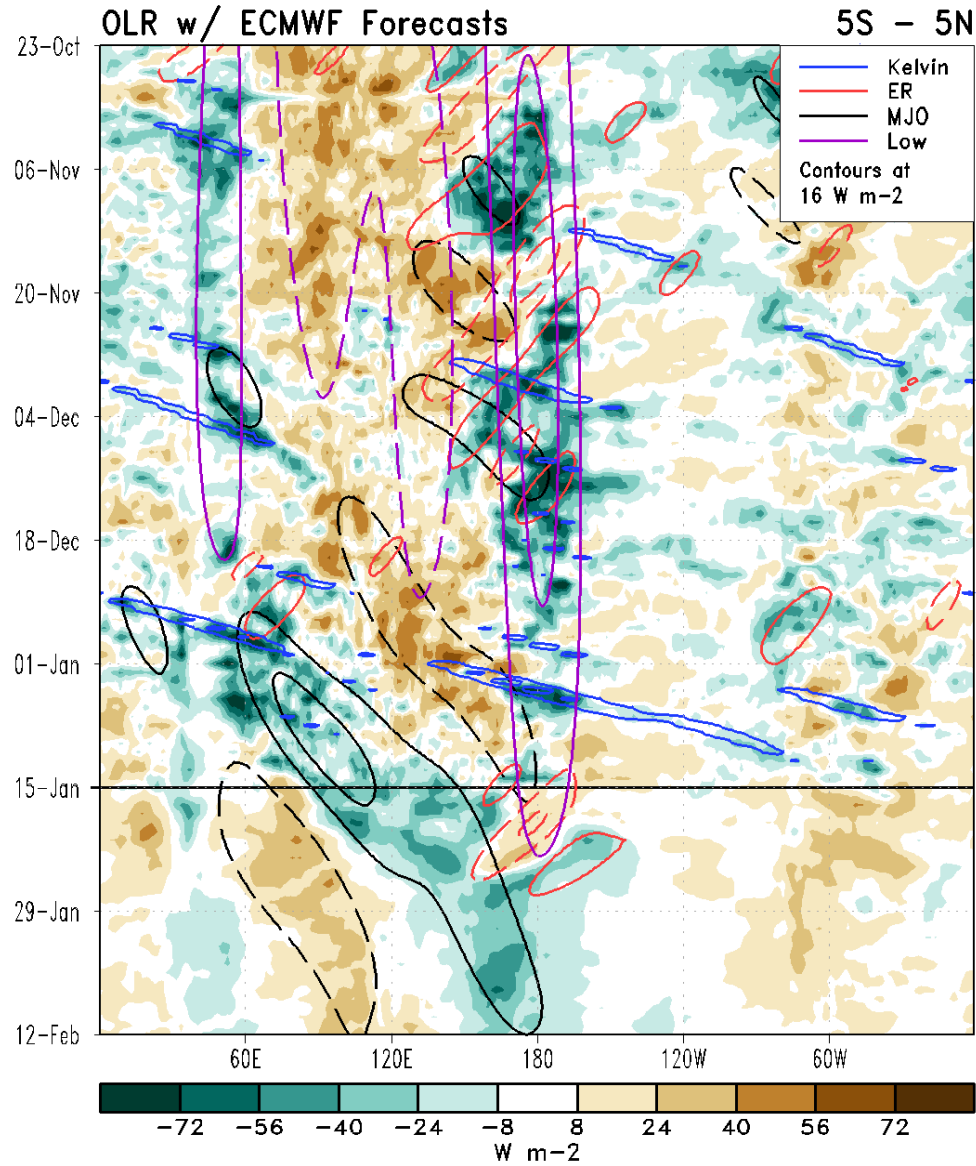 OLR w/ ECMWF Forecasts 5S - 5N
23-Oct
06-Nov
20-Nov
04-Dec
18-Dec
01-Jan
15-Jan
29-Jan
12-Feb
Kelvin
ER
MJO
Low
Contours at
16 W m-2
60E 120E 180 120W 60W
-72 -56 -40 -24 -8 8 24 40 56 72
W m-2